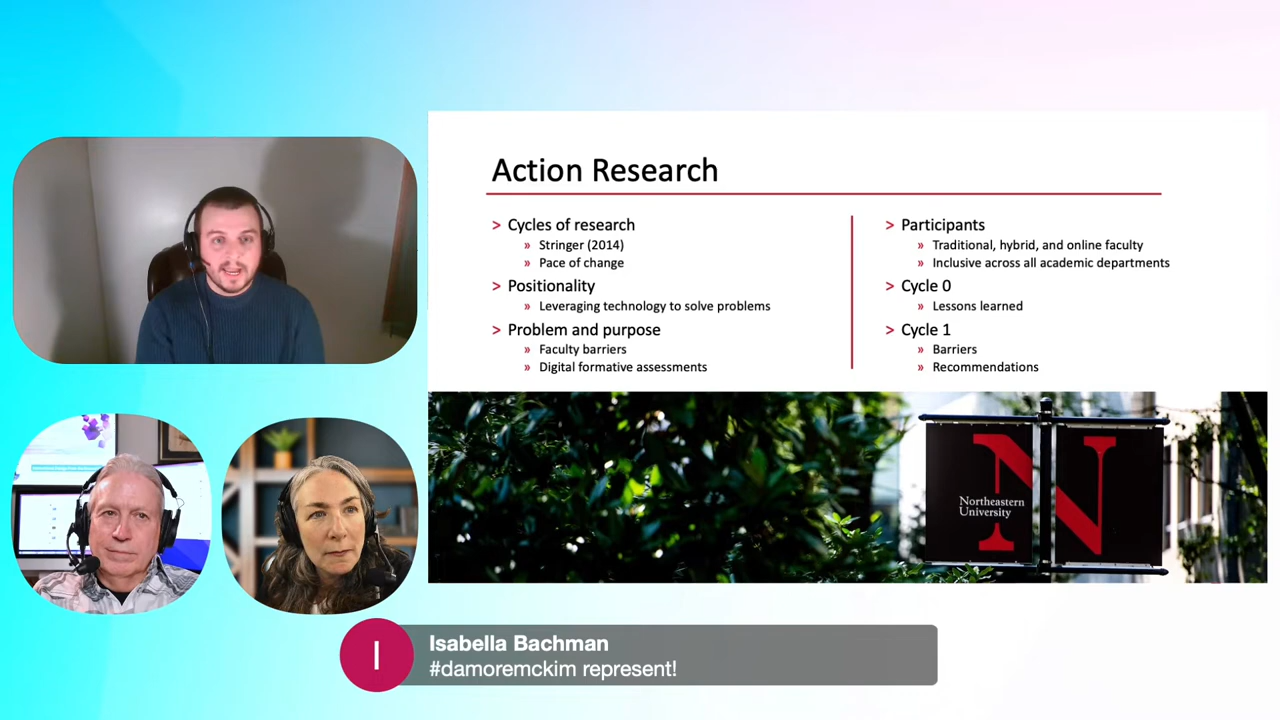 Action Research
> Cycles of research
» Stringer (2014)
» Pace of change
> Positionality
» Leveraging technology to solve problems
> Problem and purpose
» Faculty barriers
» Digital formative assessments
> Participants
» Traditional, hybrid, and online faculty
» Inclusive across all academic departments
> Cycle 0
» Lessons learned
> Cycle 1
» Barriers
» Recommendations
N
Northeastern
University
I
Isabella Bachman
#damoremckim represent!